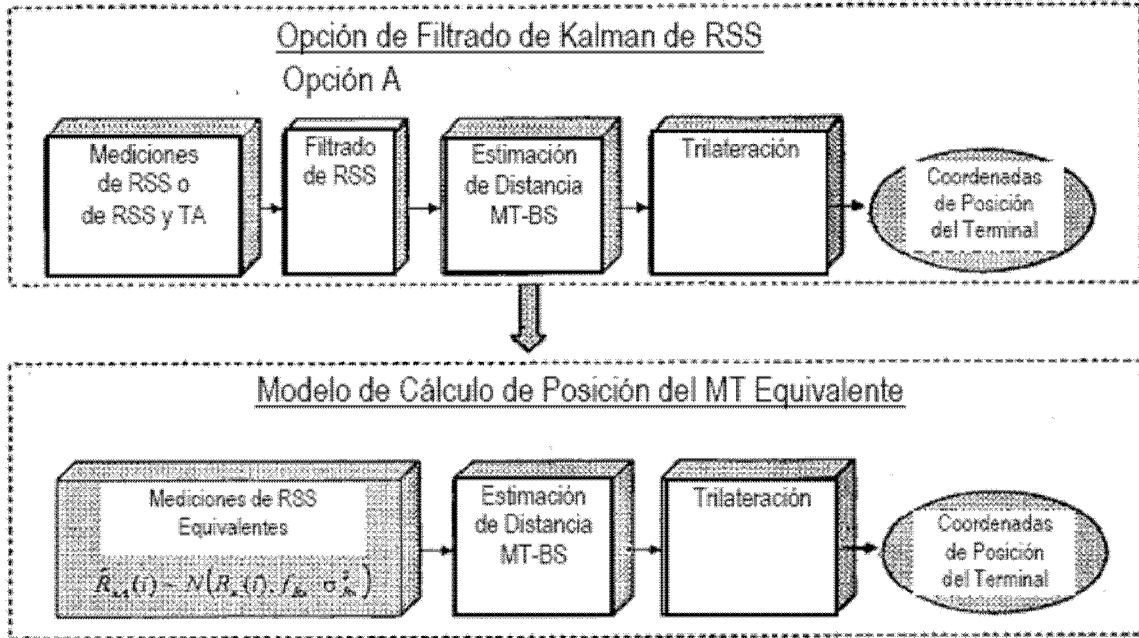 Opción de Filtrado de Kalman de RSS
Opción A
Mediciones
de RSS o
de RSS y TA
Filtrado
de RSS
Estimación
de Distancia
MT-BS
Trilateración
Coordenadas
de Posición
del Terminal
Modelo de Cálculo de Posición del MT Equivalente
Mediciones de RSS
Equivalentes
Estimación
de Distancia
MT-BS
Trilateración
Coordenadas
de Posición
del Terminal